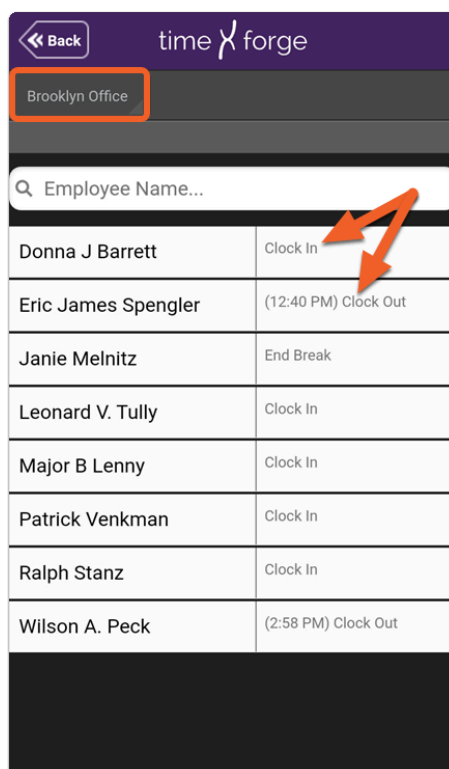 Back
time forge
Brooklyn Office
Employee Name...
Donna J Barrett Clock In
Eric James Spengler (12:40 PM) Clock Out
Janie Melnitz End Break
Leonard V. Tully Clock In
Major B Lenny Clock In
Patrick Venkman Clock In
Ralph Stanz Clock In
Wilson A. Peck (2:58 PM) Clock Out